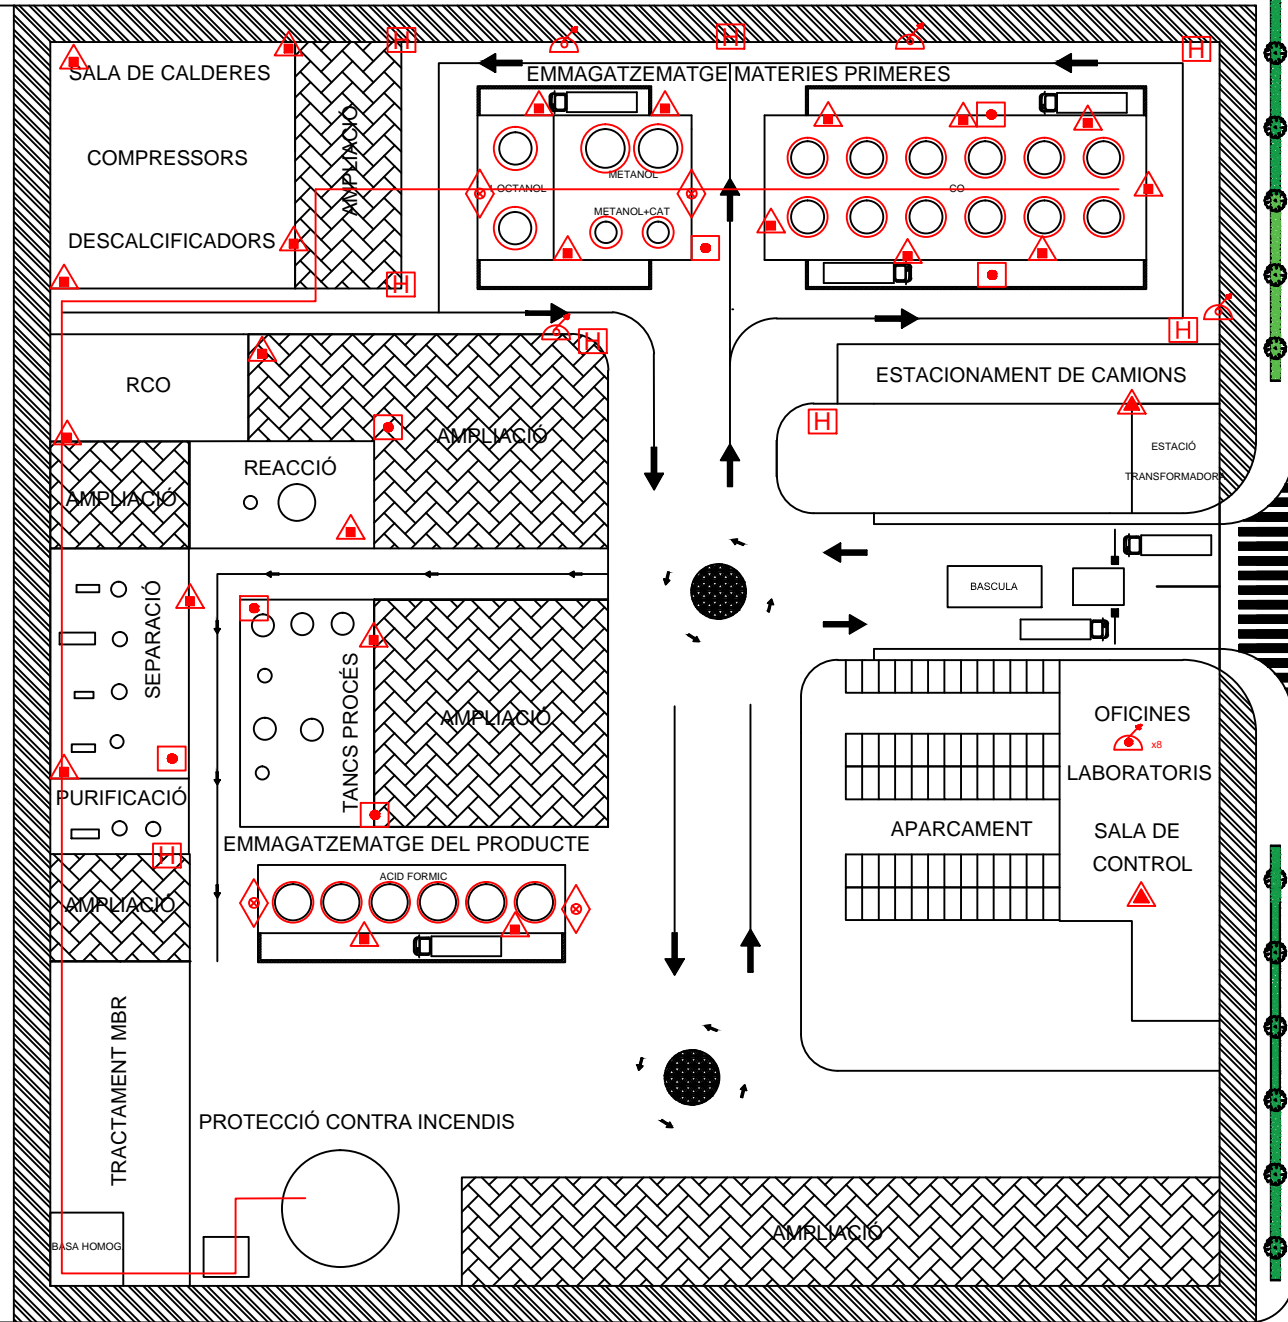 H
H
H
SALA DE CALDERES
EMMAGATZEMATGE MATERIES PRIMERES
COMPRESSORS
AMPLIACIÓ
METANOL
OCTANOL
CO
METANOL+CAT
DESCALCIFICADORS
H
H
H
RCO
ESTACIONAMENT DE CAMIONS
H
AMPLIACIÓ
ESTACIÓ
TRANSFORMADORA
REACCIÓ
AMPLIACIÓ
BASCULA
SEPARACIÓ
TANCS PROCÉS
AMPLIACIÓ
OFICINES
x8
LABORATORIS
PURIFICACIÓ
H
APARCAMENT
SALA DE
CONTROL
EMMAGATZEMATGE DEL PRODUCTE
ACID FORMIC
AMPLIACIÓ
TRACTAMENT MBR
PROTECCIÓ CONTRA INCENDIS
AMPLIACIÓ
BASA HOMOG